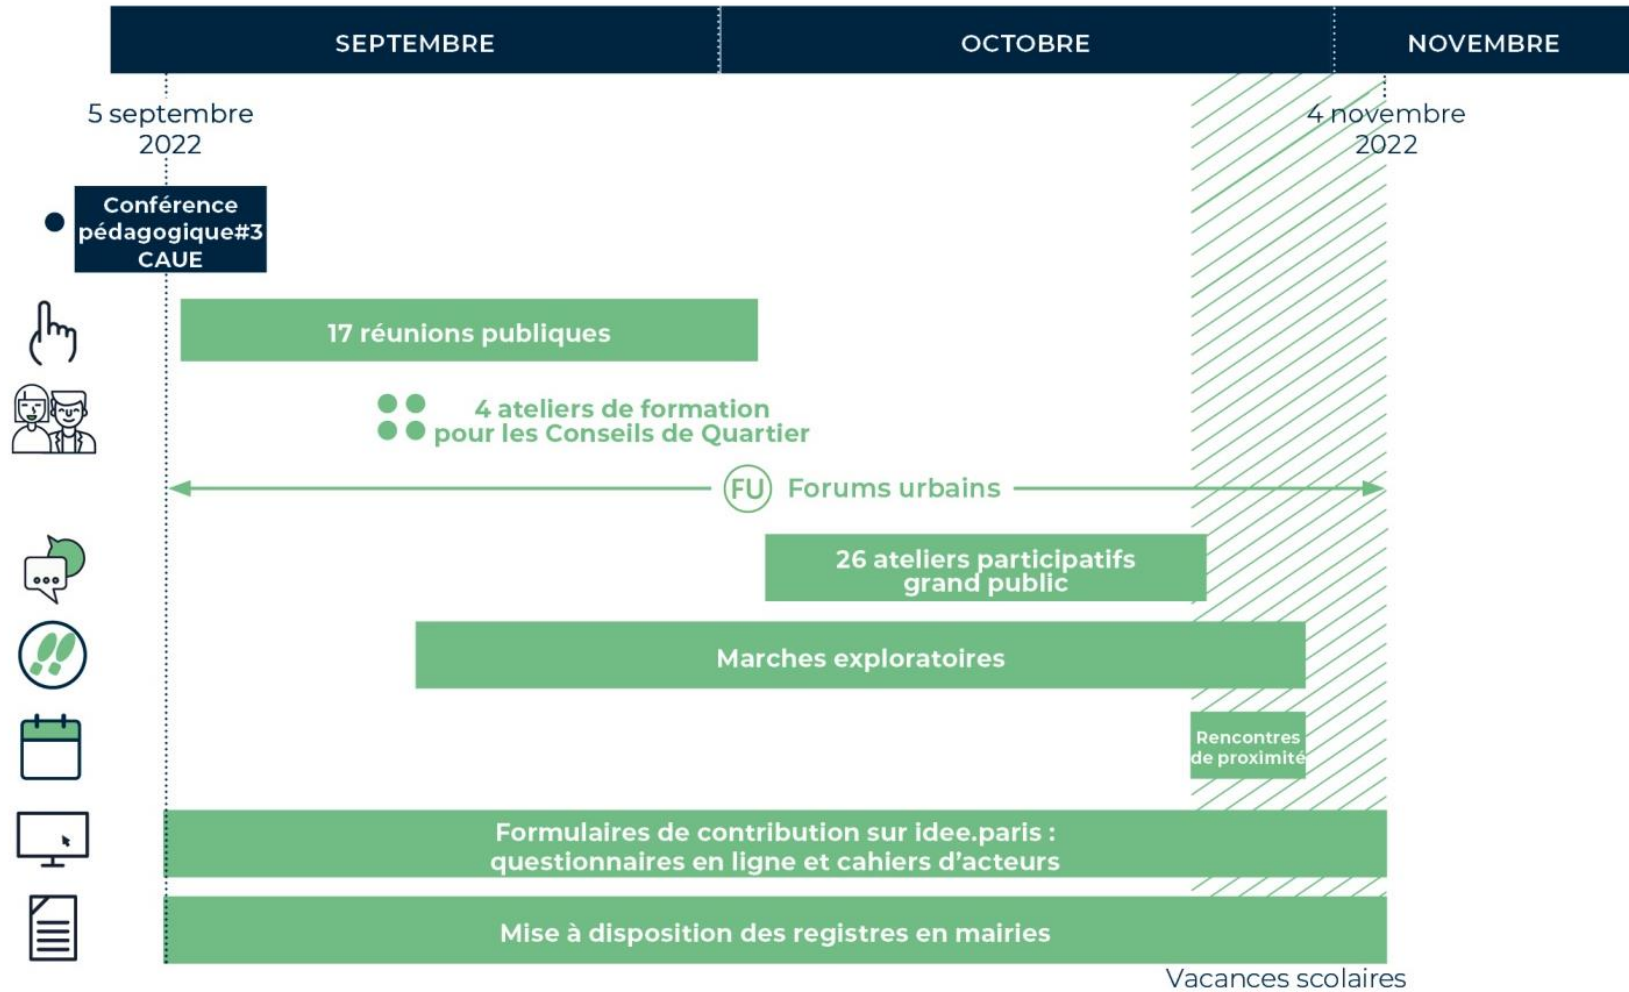 SEPTEMBRE
OCTOBRE
NOVEMBRE
5 septembre
2022
4 novembre
2022
Conférence
pédagogique#3
CAUE
17 réunions publiques
4 ateliers de formation
pour les Conseils de Quartier
FU Forums urbains
26 ateliers participatifs
grand public
Marches exploratoires
Rencontres
de proximité
Formulaires de contribution sur idee.paris :
questionnaires en ligne et cahiers d'acteurs
Mise à disposition des registres en mairies
Vacances scolaires